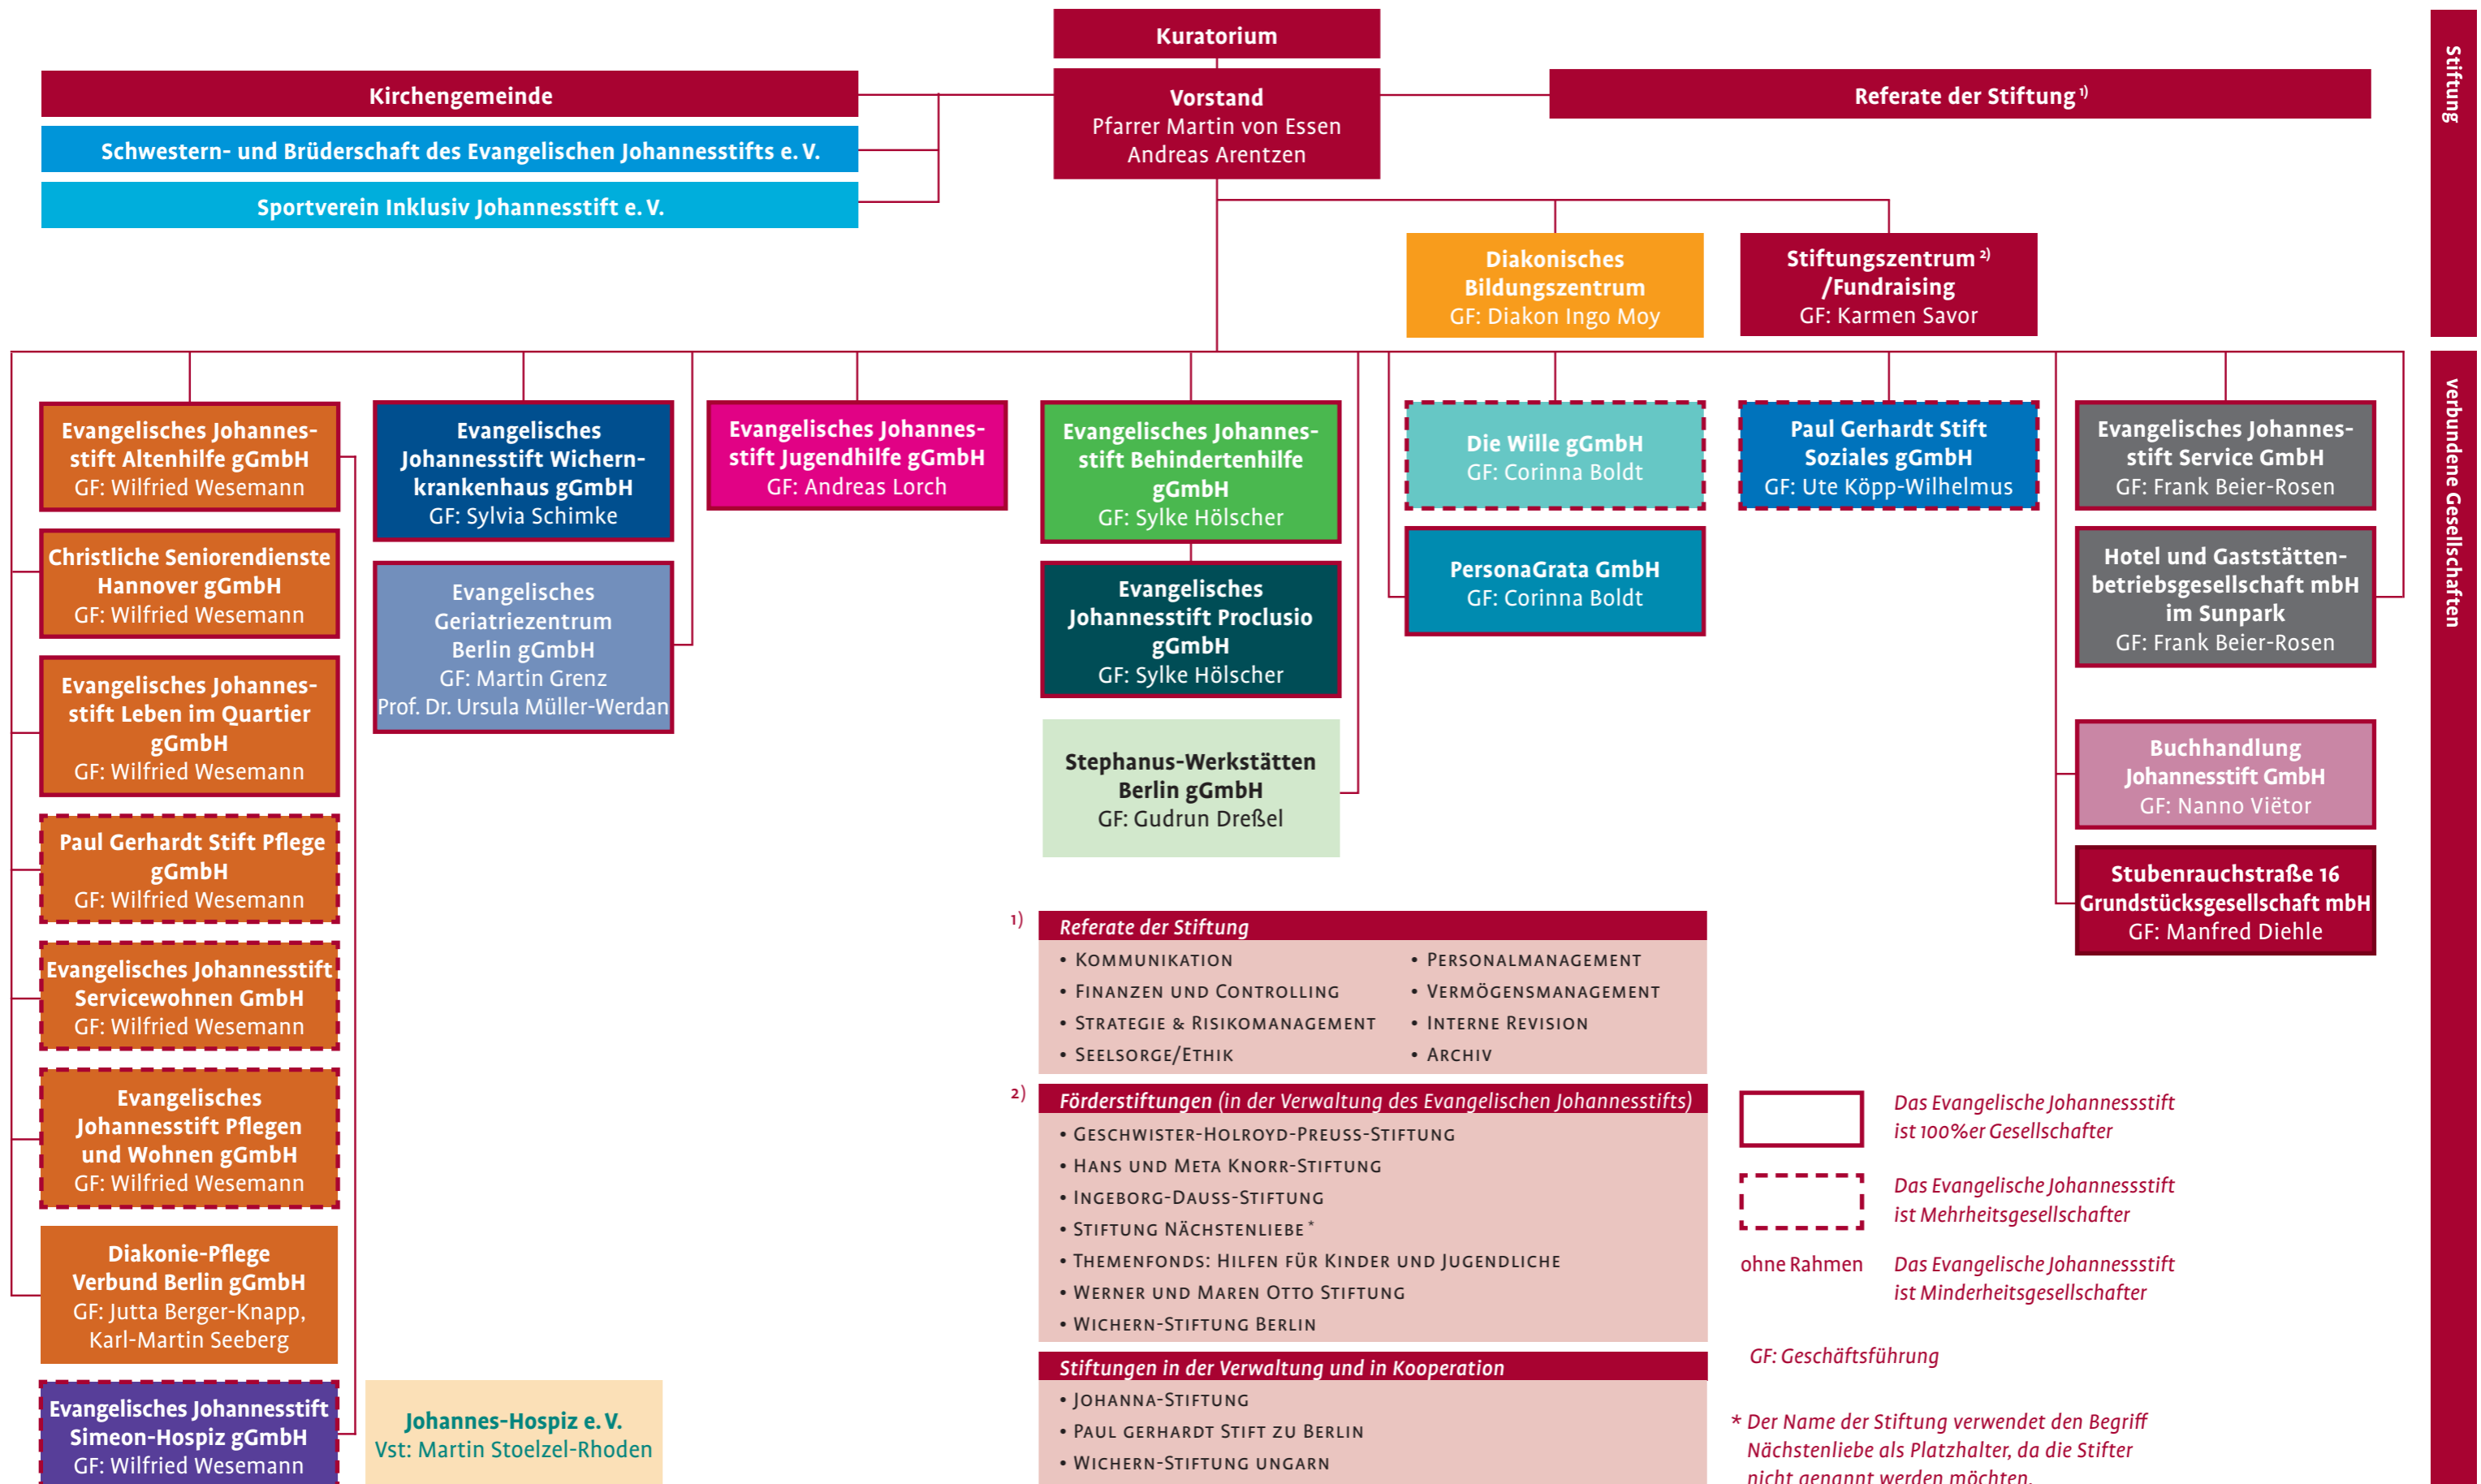 Kuratorium
Vorstand
Pfarrer Martin von Essen
Andreas Arentzen
Kirchengemeinde
Schwestern- und Brüderschaft des Evangelischen Johannesstifts e. V.
Sportverein Inklusiv Johannesstift e. V.
Referate der Stiftung 1)
Stiftung
Diakonisches
Bildungszentrum
GF: Diakon Ingo Moy
Stiftungszentrum 2)
/Fundraising
GF: Karmen Savor
verbundene Gesellschaften
Evangelisches Johannes-
stift Altenhilfe gGmbH
GF: Wilfried Wesemann
Christliche Seniorendienste
Hannover gGmbH
GF: Wilfried Wesemann
Evangelisches Johannes-
stift Leben im Quartier
gGmbH
GF: Wilfried Wesemann
Paul Gerhardt Stift Pflege
gGmbH
GF: Wilfried Wesemann
Evangelisches Johannesstift
Servicewohnen GmbH
GF: Wilfried Wesemann
Evangelisches
Johannesstift Pflegen
und Wohnen gGmbH
GF: Wilfried Wesemann
Diakonie-Pflege
Verbund Berlin gGmbH
GF: Jutta Berger-Knapp,
Karl-Martin Seeberg
Evangelisches Johannesstift
Simeon-Hospiz gGmbH
GF: Wilfried Wesemann
Evangelisches
Johannesstift Wichern-
krankenhaus gGmbH
GF: Sylvia Schimke
Evangelisches
Geriatriezentrum
Berlin gGmbH
GF: Martin Grenz
Prof. Dr. Ursula Müller-Werdan
Johannes-Hospiz e. V.
Vst: Martin Stoelzel-Rhoden
Evangelisches Johannes-
stift Jugendhilfe gGmbH
GF: Andreas Lorch
Evangelisches Johannes-
stift Behindertenhilfe
gGmbH
GF: Sylke Hölscher
Evangelisches
Johannesstift Proclusio
gGmbH
GF: Sylke Hölscher
Stephanus-Werkstätten
Berlin gGmbH
GF: Gudrun Dreßel
Die Wille gGmbH
GF: Corinna Boldt
PersonaGrata GmbH
GF: Corinna Boldt
Paul Gerhardt Stift
Soziales gGmbH
GF: Ute Köpp-Wilhelmus
Evangelisches Johannes-
stift Service GmbH
GF: Frank Beier-Rosen
Hotel und Gaststätten-
betriebsgesellschaft mbH
im Sunpark
GF: Frank Beier-Rosen
Buchhandlung
Johannesstift GmbH
GF: Nanno Viëtor
Stubenrauchstraße 16
Grundstücksgesellschaft mbH
GF: Manfred Diehle
1) Referate der Stiftung
• Kommunikation
• Finanzen und Controlling
• Strategie & Risikomanagement
• Seelsorge/Ethik
• Personalmanagement
• Vermögensmanagement
• Interne Revision
• Archiv
2) Förderstiftungen (in der Verwaltung des Evangelischen Johannesstifts)
• Geschwister-Holroyd-Preuss-Stiftung
• Hans und Meta Knorr-Stiftung
• Ingeborg-Dauss-Stiftung
• Stiftung Nächstenliebe *
• Themenfonds: Hilfen für Kinder und Jugendliche
• Werner und Maren Otto Stiftung
• Wichern-Stiftung Berlin
Stiftungen in der Verwaltung und in Kooperation
• Johanna-Stiftung
• Paul gerhardt Stift zu Berlin
• Wichern-Stiftung ungarn
Das Evangelische Johannessstift
ist 100%er Gesellschafter
Das Evangelische Johannessstift
ist Mehrheitsgesellschafter
ohne Rahmen Das Evangelische Johannessstift
ist Minderheitsgesellschafter
GF: Geschäftsführung
* Der Name der Stiftung verwendet den Begriff
Nächstenliebe als Platzhalter, da die Stifter
nicht genannt werden möchten.